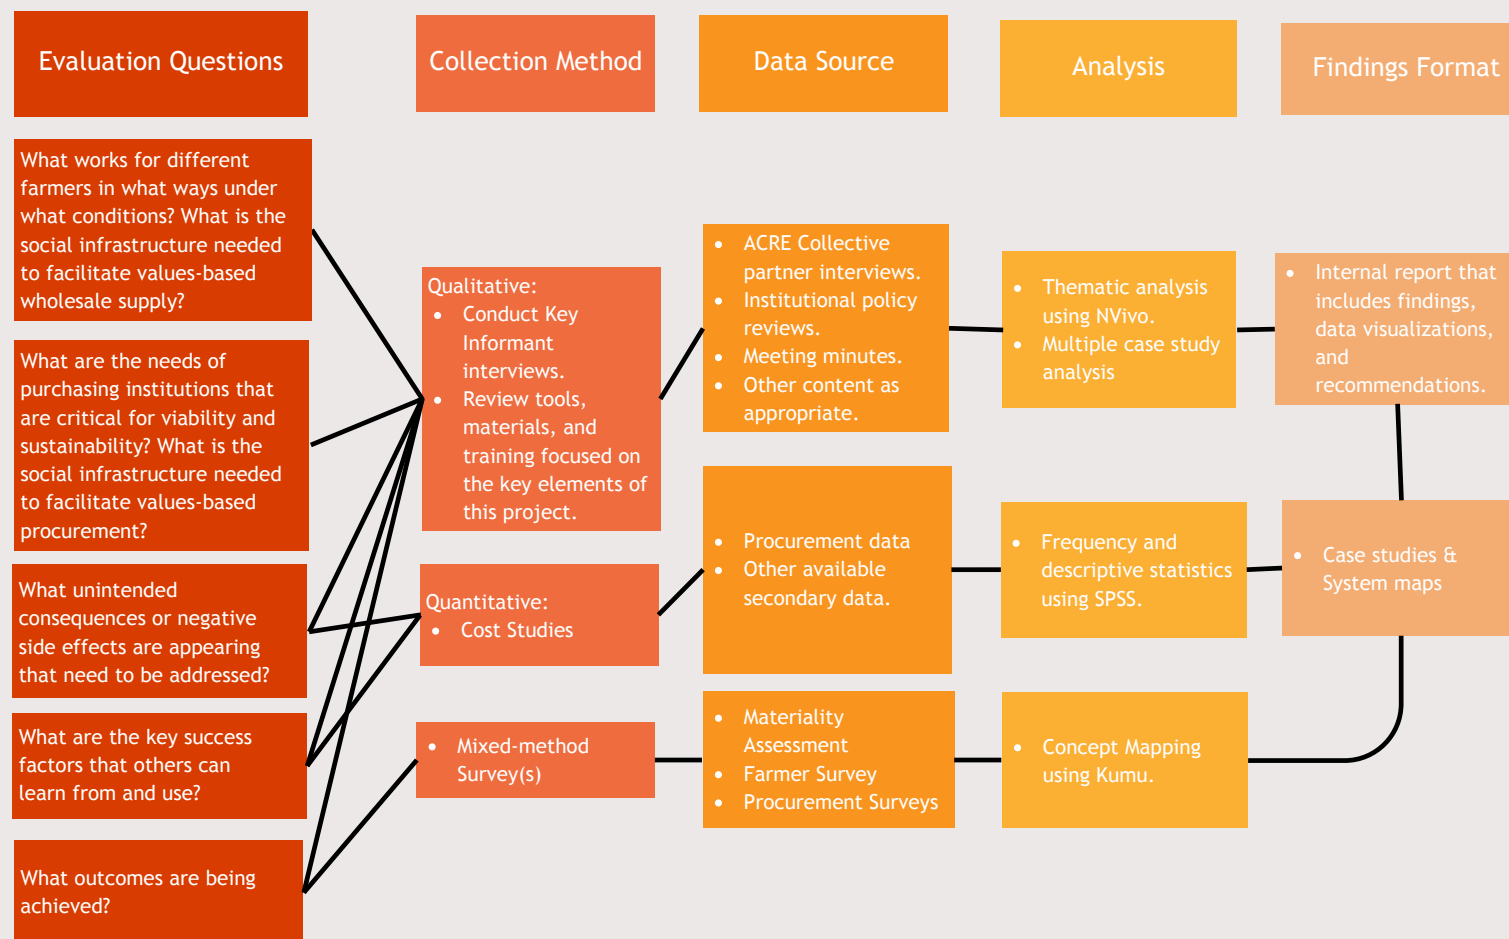 Evaluation Questions
Collection Method
Data Source
Analysis
Findings Format
What works for different
farmers in what ways under
what conditions? What is the
social infrastructure needed
to facilitate values-based
wholesale supply?
What are the needs of
purchasing institutions that
are critical for viability and
sustainability? What is the
social infrastructure needed
to facilitate values-based
procurement?
What unintended
consequences or negative
side effects are appearing
that need to be addressed?
What are the key success
factors that others can
learn from and use?
What outcomes are being
achieved?
Qualitative:
• Conduct Key
Informant
interviews.
• Review tools,
materials, and
training focused on
the key elements of
this project.
Quantitative:
• Cost Studies
• Mixed-method
Survey(s)
• ACRE Collective
partner interviews.
• Institutional policy
reviews.
• Meeting minutes.
• Other content as
appropriate.
• Procurement data
• Other available
secondary data.
• Materiality
Assessment
• Farmer Survey
• Procurement Surveys
• Thematic analysis
using NVivo.
• Multiple case study
analysis
• Frequency and
descriptive statistics
using SPSS.
• Concept Mapping
using Kumu.
• Internal report that
includes findings,
data visualizations,
and
recommendations.
• Case studies &
System maps